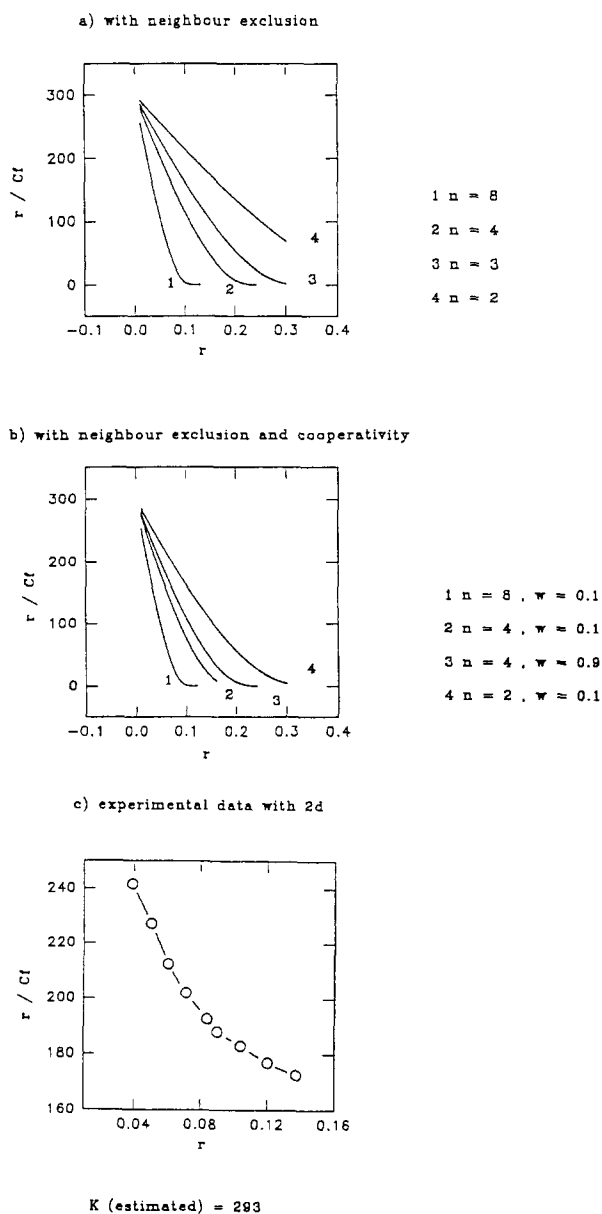 a) with neighbour exclusion
300
200
100
0
r / Cf
1
2
3
4
−0.1 0.0 0.1 0.2 0.3 0.4
r
1 n = 8
2 n = 4
3 n = 3
4 n = 2
b) with neighbour exclusion and cooperativity
300
200
100
0
r / Cf
1
2
3
4
−0.1 0.0 0.1 0.2 0.3 0.4
r
1 n = 8 , w = 0.1
2 n = 4 , w = 0.1
3 n = 4 , w = 0.9
4 n = 2 , w = 0.1
c) experimental data with 2d
240
220
200
180
160
r / Cf
0.04 0.08 0.12 0.16
r
K (estimated) = 293